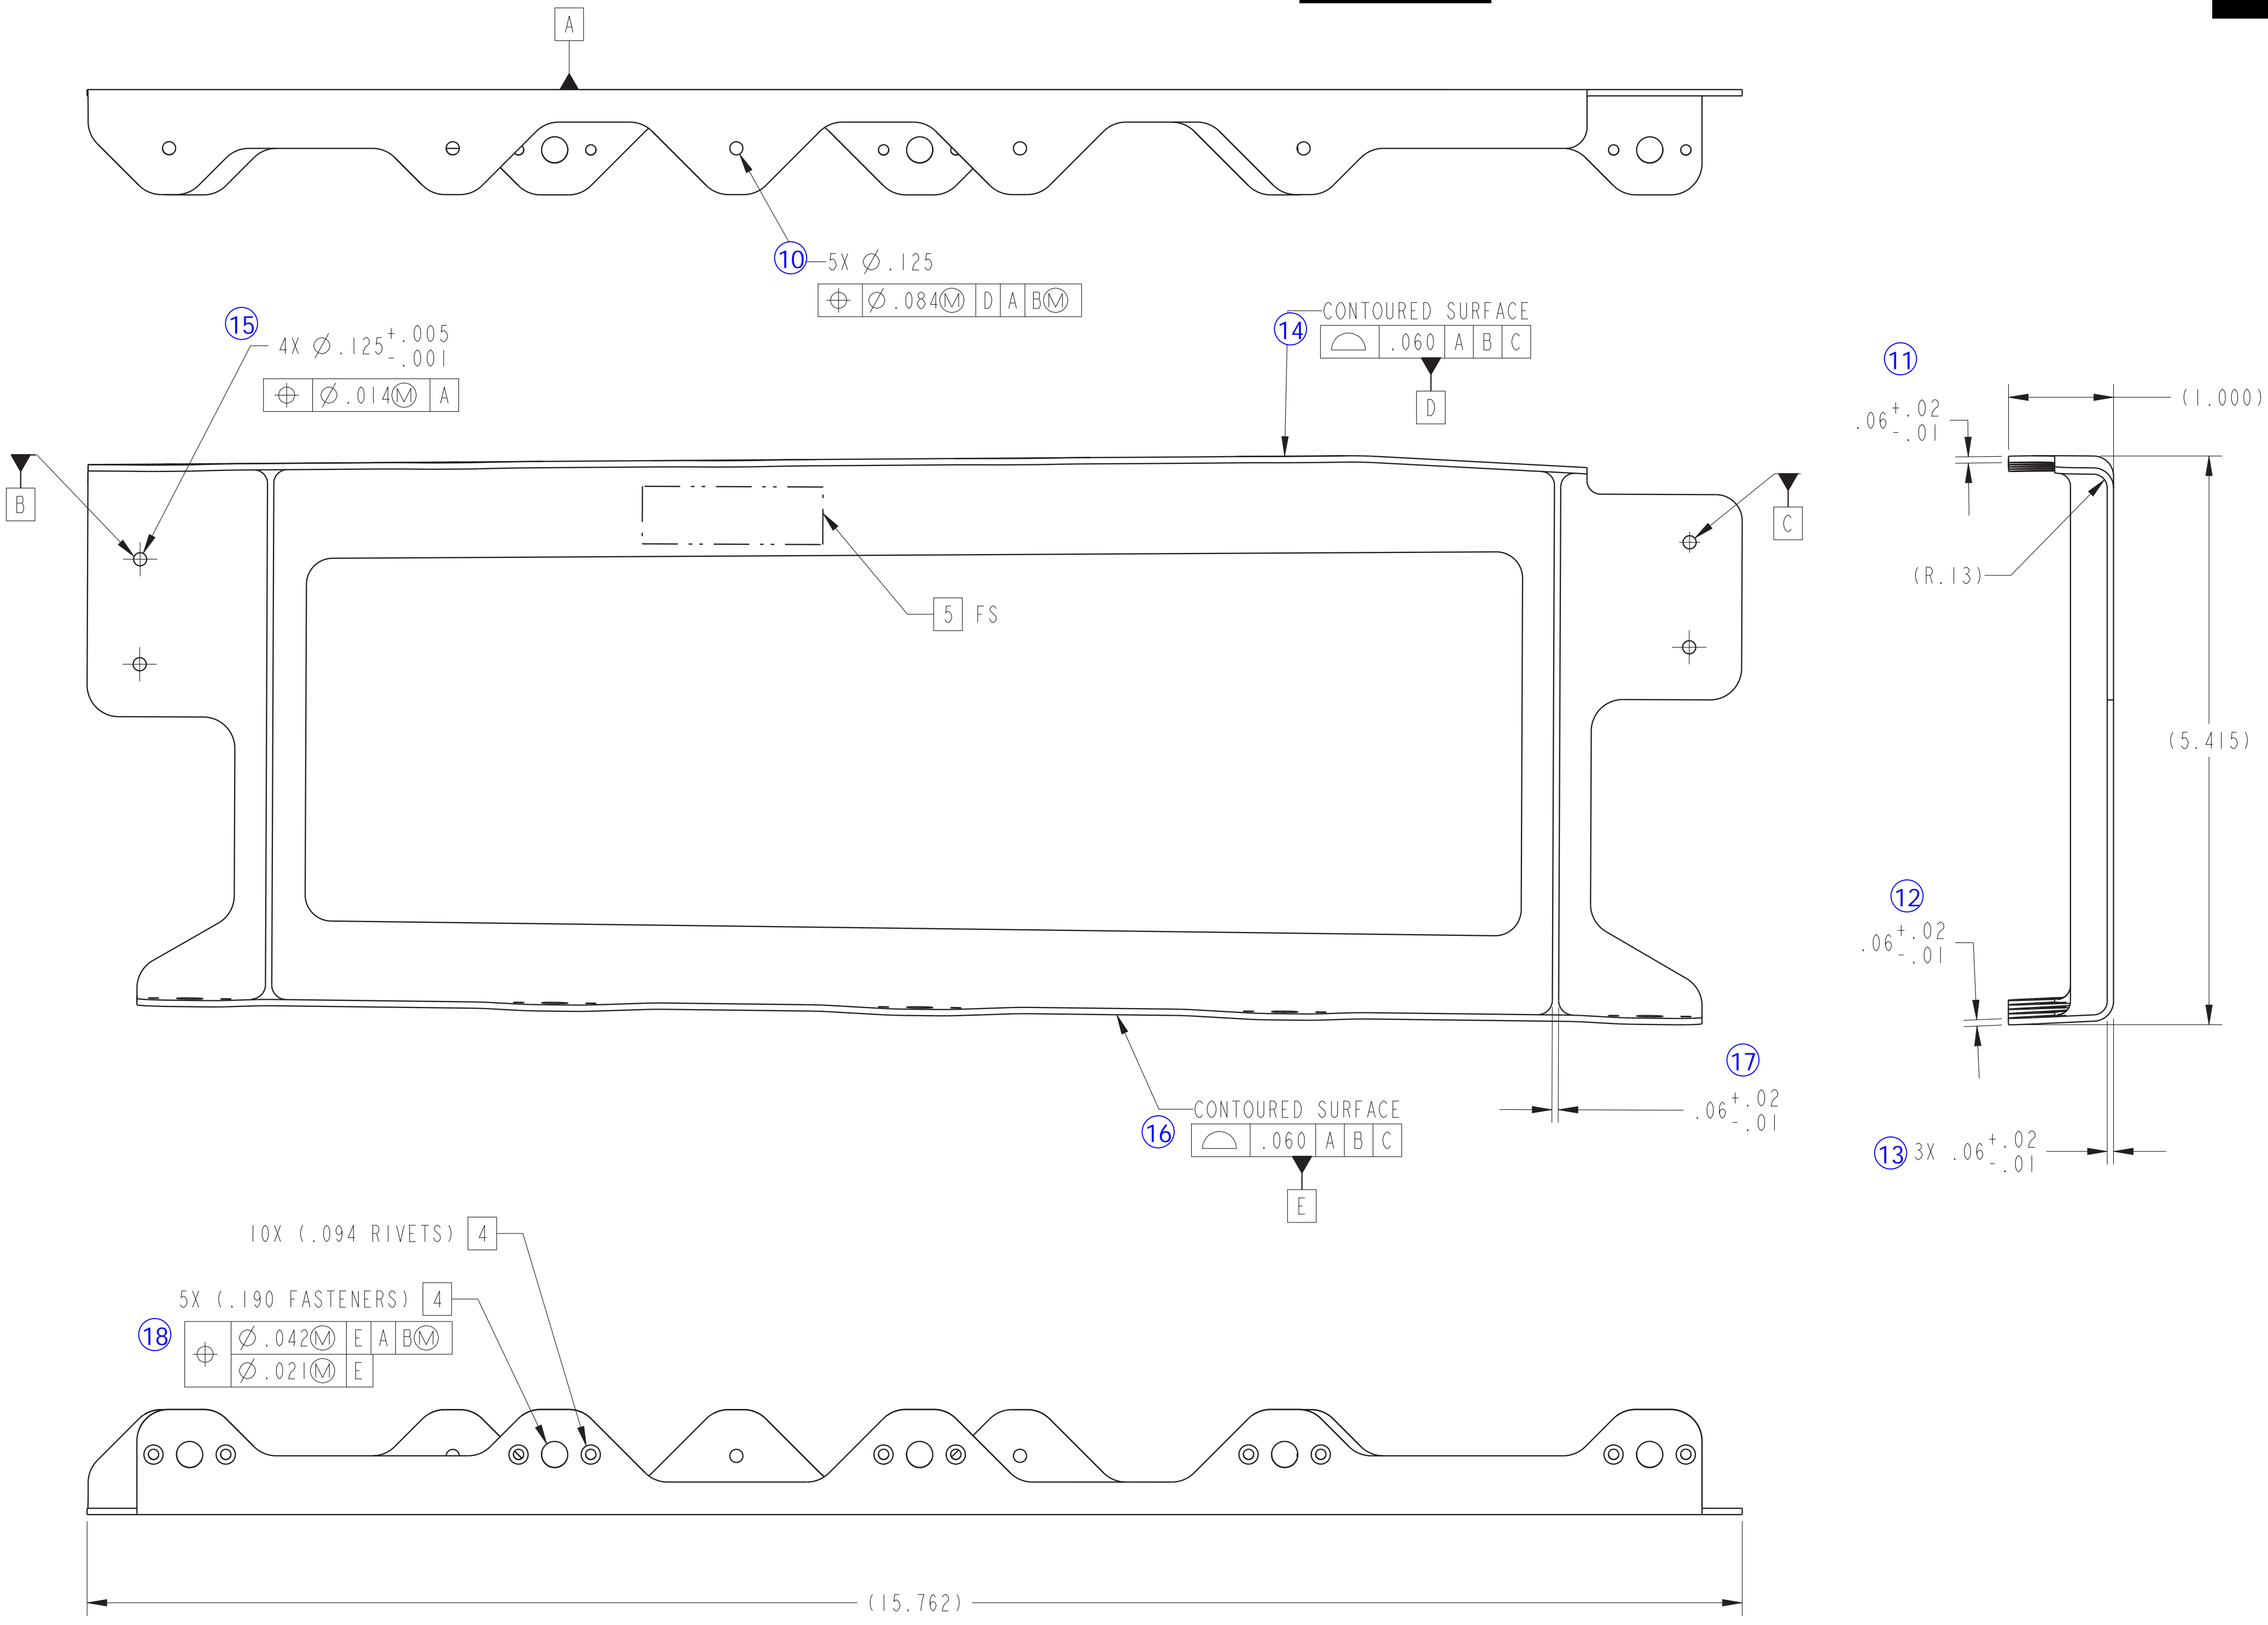 A
10
5X ⌀.125
⌖ ⌀.084Ⓜ D A BⓂ
15
4X ⌀.125 +.005 -.001
⌖ ⌀.014Ⓜ A
14
CONTOURED SURFACE
⌓ .060 A B C
D
11
.06 +.02 -.01
(1.000)
B
C
(R.13)
5 FS
(5.415)
12
.06 +.02 -.01
17
.06 +.02 -.01
16
CONTOURED SURFACE
⌓ .060 A B C
E
13
3X .06 +.02 -.01
10X (.094 RIVETS) 4
5X (.190 FASTENERS) 4
18
⌖ ⌀.042Ⓜ E A BⓂ
⌀.021Ⓜ E
(15.762)